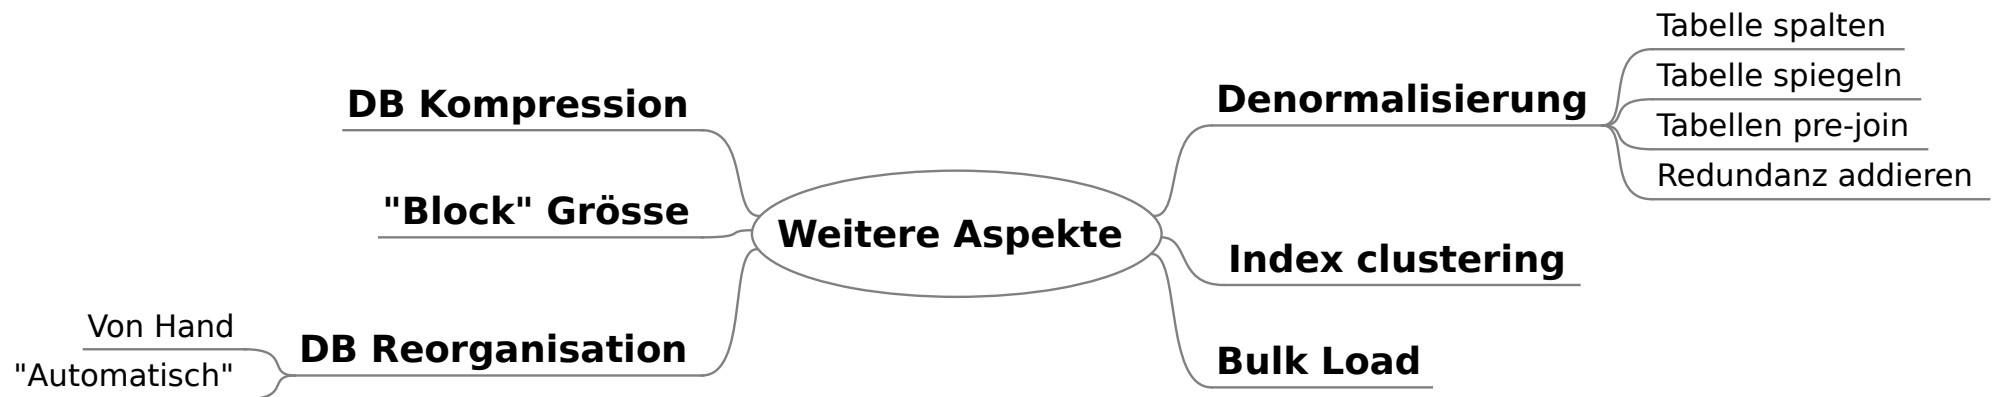 Weitere Aspekte
DB Kompression
"Block" Grösse
DB Reorganisation
Von Hand
"Automatisch"
Denormalisierung
Tabelle spalten
Tabelle spiegeln
Tabellen pre-join
Redundanz addieren
Index clustering
Bulk Load